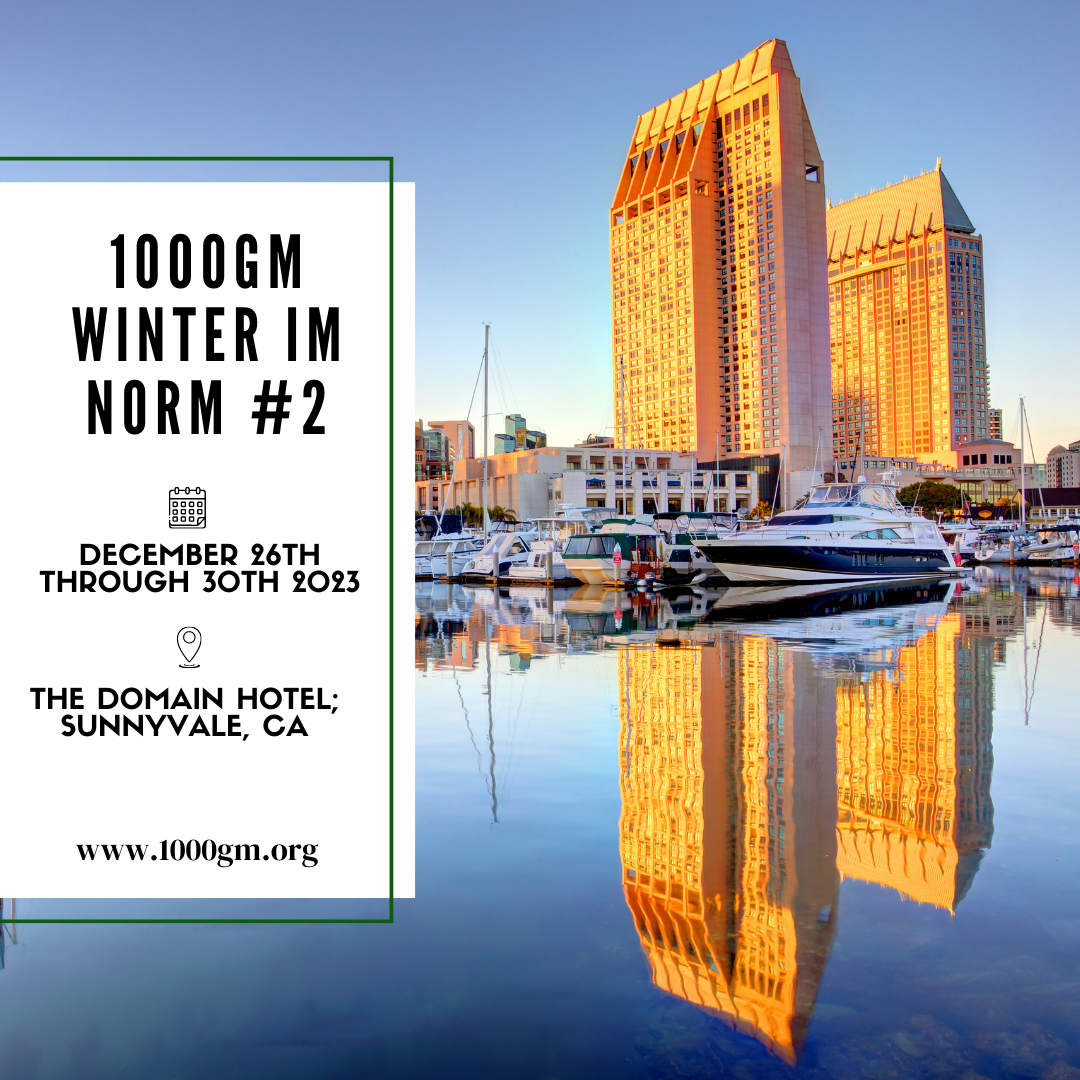 1000GM
WINTER IM
NORM #2
DECEMBER 26TH
THROUGH 30TH 2023
THE DOMAIN HOTEL;
SUNNYVALE, CA
www.1000gm.org